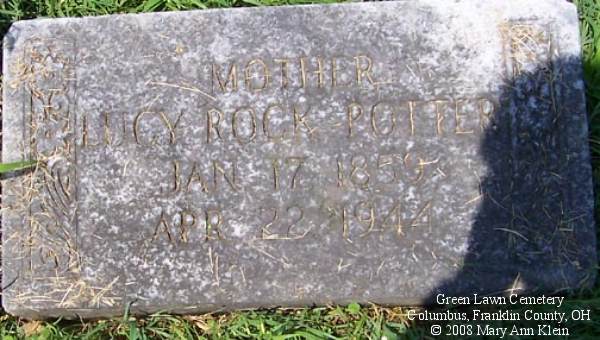 MOTHER
LUCY ROCK POTTER
JAN 17 1859
APR 22 1944
Green Lawn Cemetery
Columbus, Franklin County, OH
© 2008 Mary Ann Klein